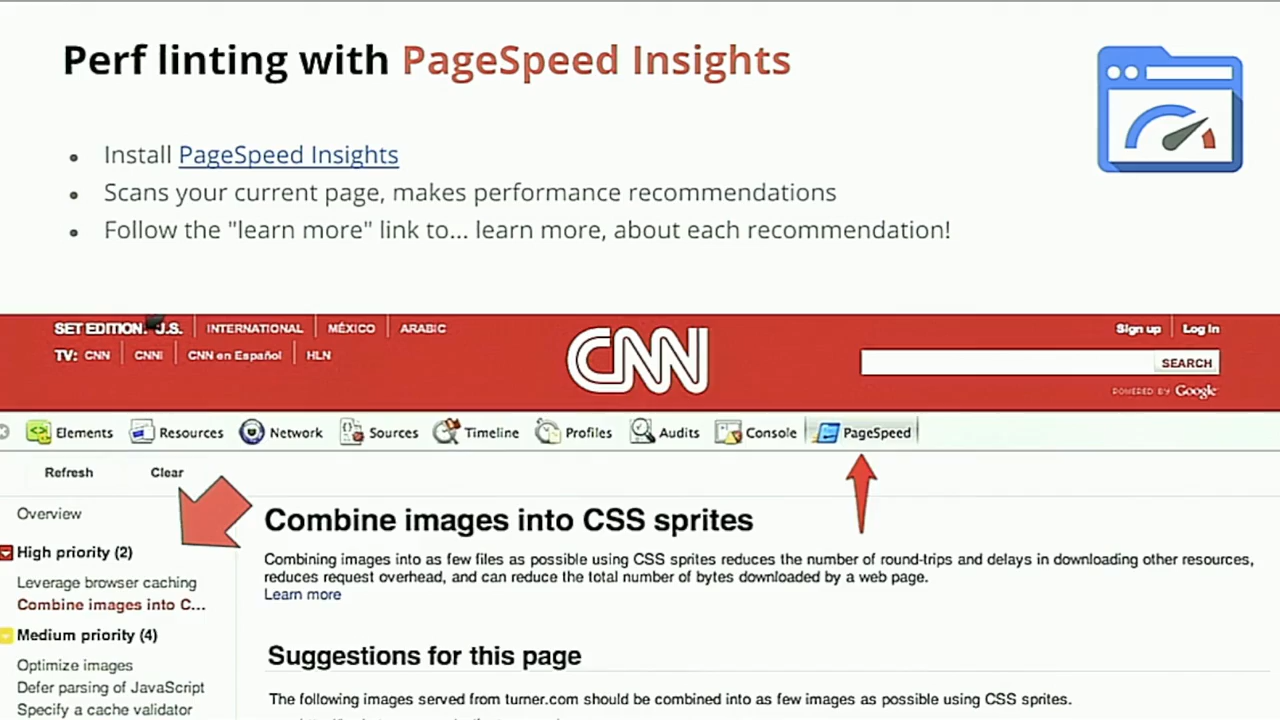 Perf linting with PageSpeed Insights
Install PageSpeed Insights
Scans your current page, makes performance recommendations
Follow the "learn more" link to... learn more, about each recommendation!
SET EDITION: U.S. INTERNATIONAL MÉXICO ARABIC
TV: CNN CNNi CNN en Español HLN
CNN
Sign up Log in
SEARCH
POWERED BY Google
Elements Resources Network Sources Timeline Profiles Audits Console PageSpeed
Refresh Clear
Overview
High priority (2)
Leverage browser caching
Combine images into C...
Medium priority (4)
Optimize images
Defer parsing of JavaScript
Specify a cache validator
Combine images into CSS sprites
Combining images into as few files as possible using CSS sprites reduces the number of round-trips and delays in downloading other resources,
reduces request overhead, and can reduce the total number of bytes downloaded by a web page.
Learn more
Suggestions for this page
The following images served from turner.com should be combined into as few images as possible using CSS sprites.